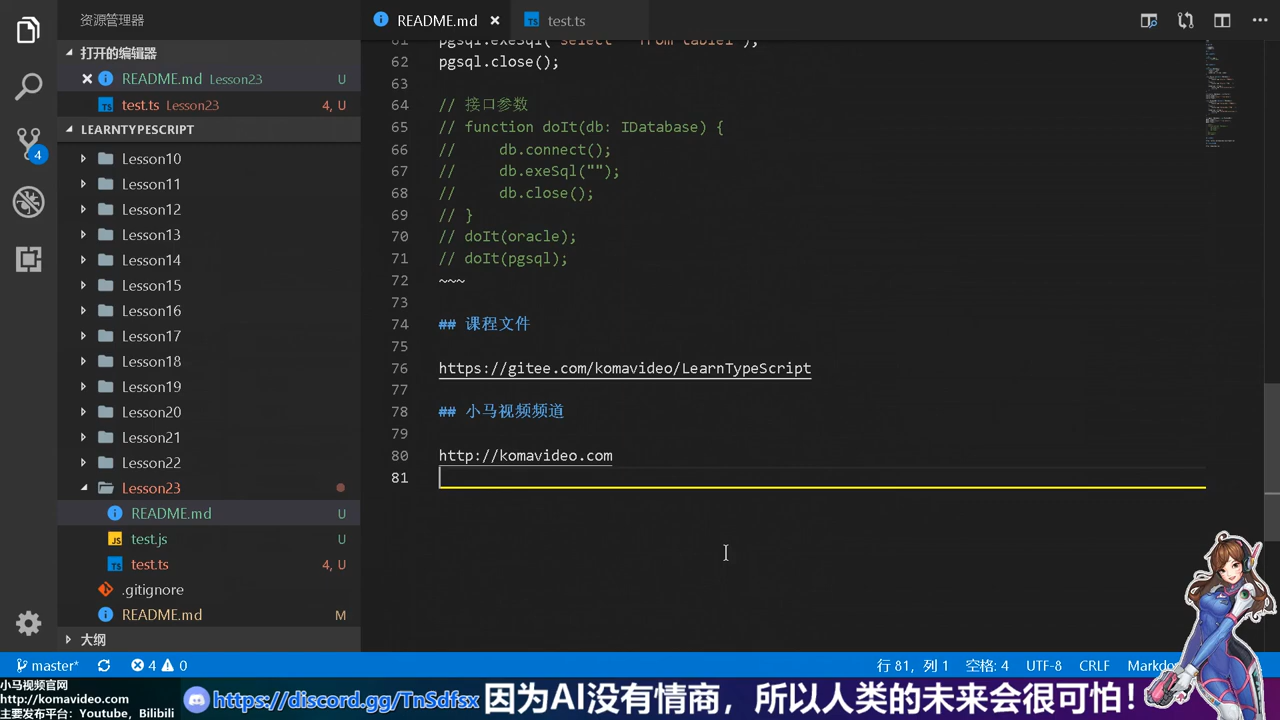 资源管理器
打开的编辑器
README.md Lesson23 U
test.ts Lesson23 4, U
LEARNTYPESCRIPT
Lesson10
Lesson11
Lesson12
Lesson13
Lesson14
Lesson15
Lesson16
Lesson17
Lesson18
Lesson19
Lesson20
Lesson21
Lesson22
Lesson23
README.md U
test.js U
test.ts 4, U
.gitignore
README.md M
大纲
4
README.md
test.ts
62 pgsql.close();
63
64 // 接口参数
65 // function doIt(db: IDatabase) {
66 //     db.connect();
67 //     db.exeSql("");
68 //     db.close();
69 // }
70 // doIt(oracle);
71 // doIt(pgsql);
72 ~~~
73
74 ## 课程文件
75
76 https://gitee.com/komavideo/LearnTypeScript
77
78 ## 小马视频频道
79
80 http://komavideo.com
81
master* 4 0 行 81，列 1 空格: 4 UTF-8 CRLF
小马视频官网
http://komavideo.com
主要发布平台: Youtube, Bilibili
https://discord.gg/TnSdfsx 因为AI没有情商，所以人类的未来会很可怕!